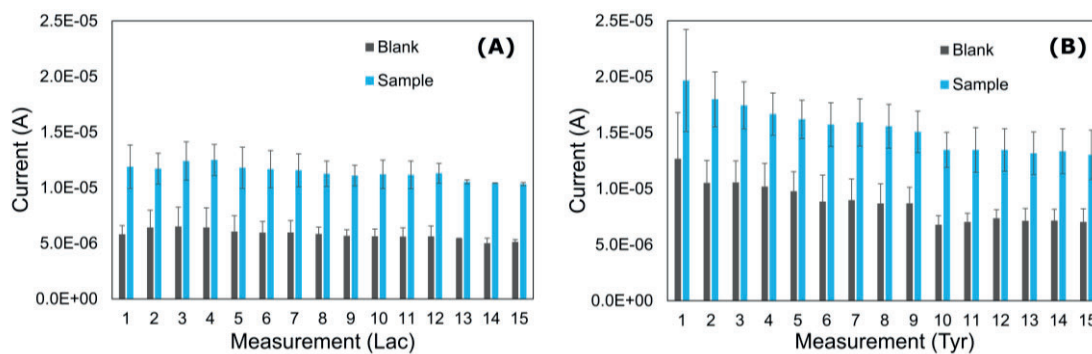 2.5E-05
2.0E-05
1.5E-05
1.0E-05
5.0E-06
0.0E+00
Current (A)
Blank
Sample
(A)
1 2 3 4 5 6 7 8 9 10 11 12 13 14 15
Measurement (Lac)
2.5E-05
2.0E-05
1.5E-05
1.0E-05
5.0E-06
0.0E+00
Current (A)
Blank
Sample
(B)
1 2 3 4 5 6 7 8 9 10 11 12 13 14 15
Measurement (Tyr)